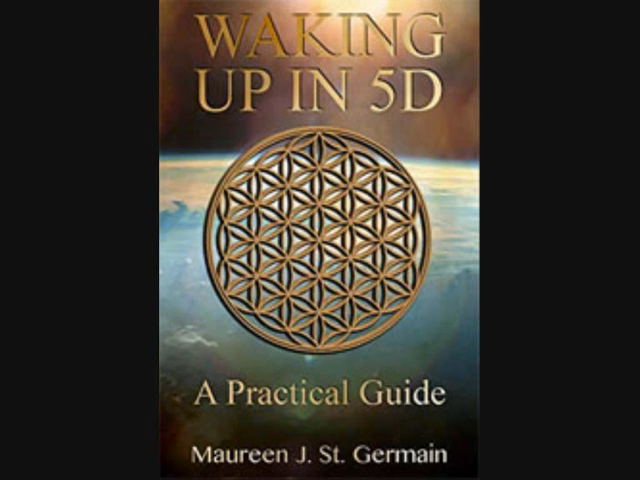 WAKING
UP IN 5D
A Practical Guide
Maureen J. St. Germain